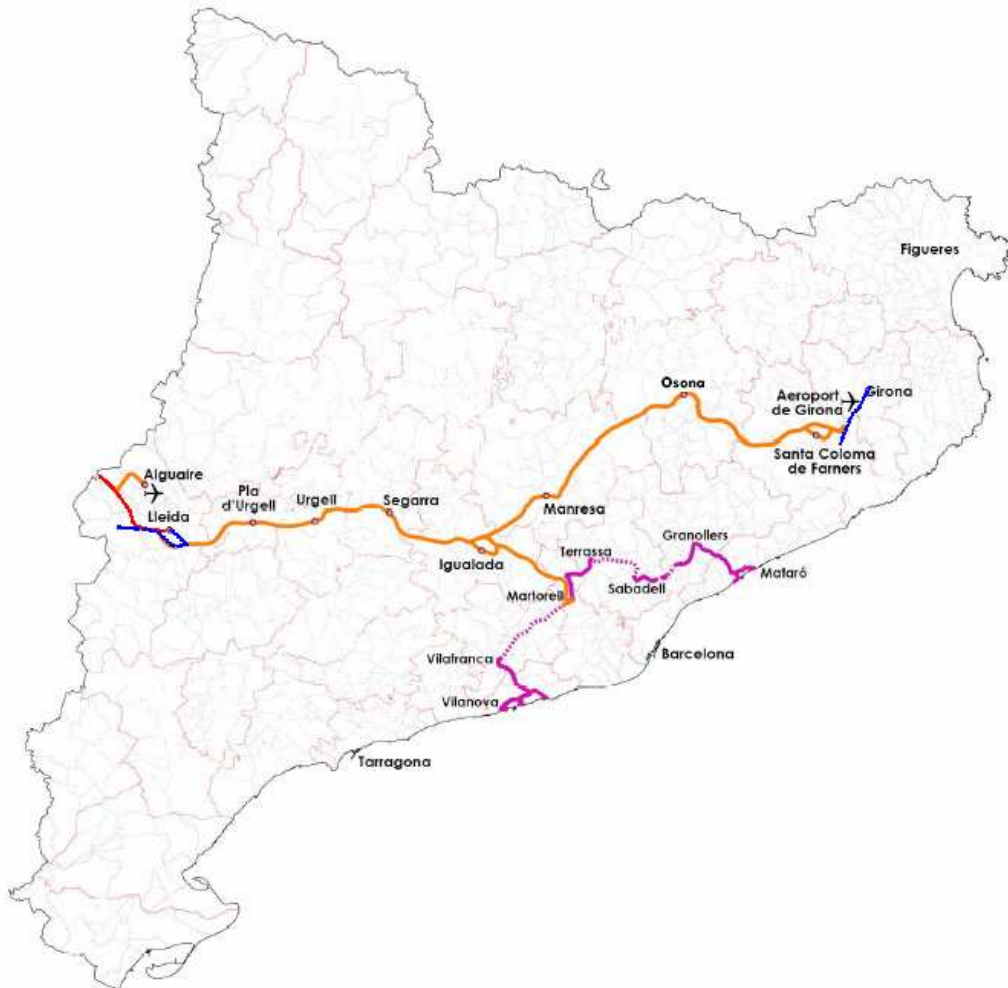 Figueres
Osona
Aeroport
de Girona
Girona
Santa Coloma
de Farners
Alguaire
Lleida
Pla
d'Urgell
Urgell
Segarra
Manresa
Igualada
Terrassa
Granollers
Martorell
Sabadell
Mataró
Vilafranca
Barcelona
Vilanova
Tarragona